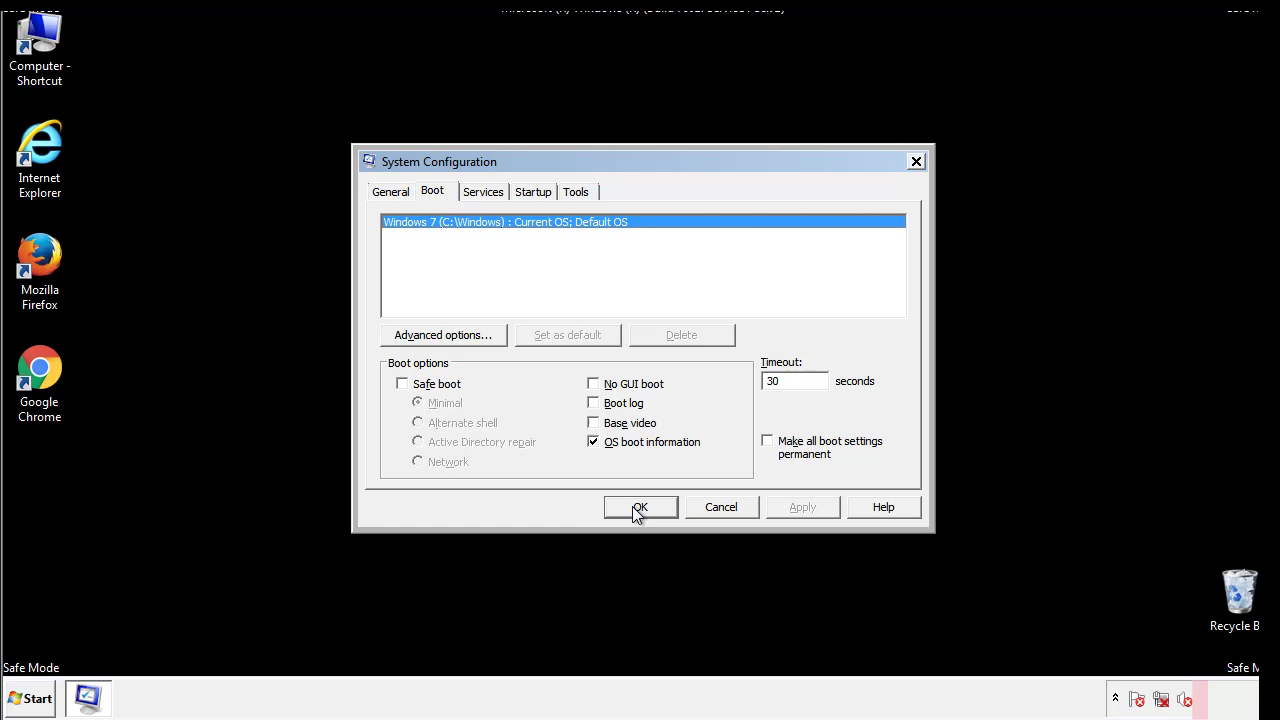 Computer -
Shortcut
Internet
Explorer
Mozilla
Firefox
Google
Chrome
System Configuration
General Boot Services Startup Tools
Windows 7 (C:\Windows) : Current OS; Default OS
Advanced options... Set as default Delete
Boot options
Timeout:
30 seconds
Safe boot
Minimal
Alternate shell
Active Directory repair
Network
No GUI boot
Boot log
Base video
OS boot information
Make all boot settings
permanent
OK Cancel Apply Help
Recycle B
Safe Mode
Safe M
Start